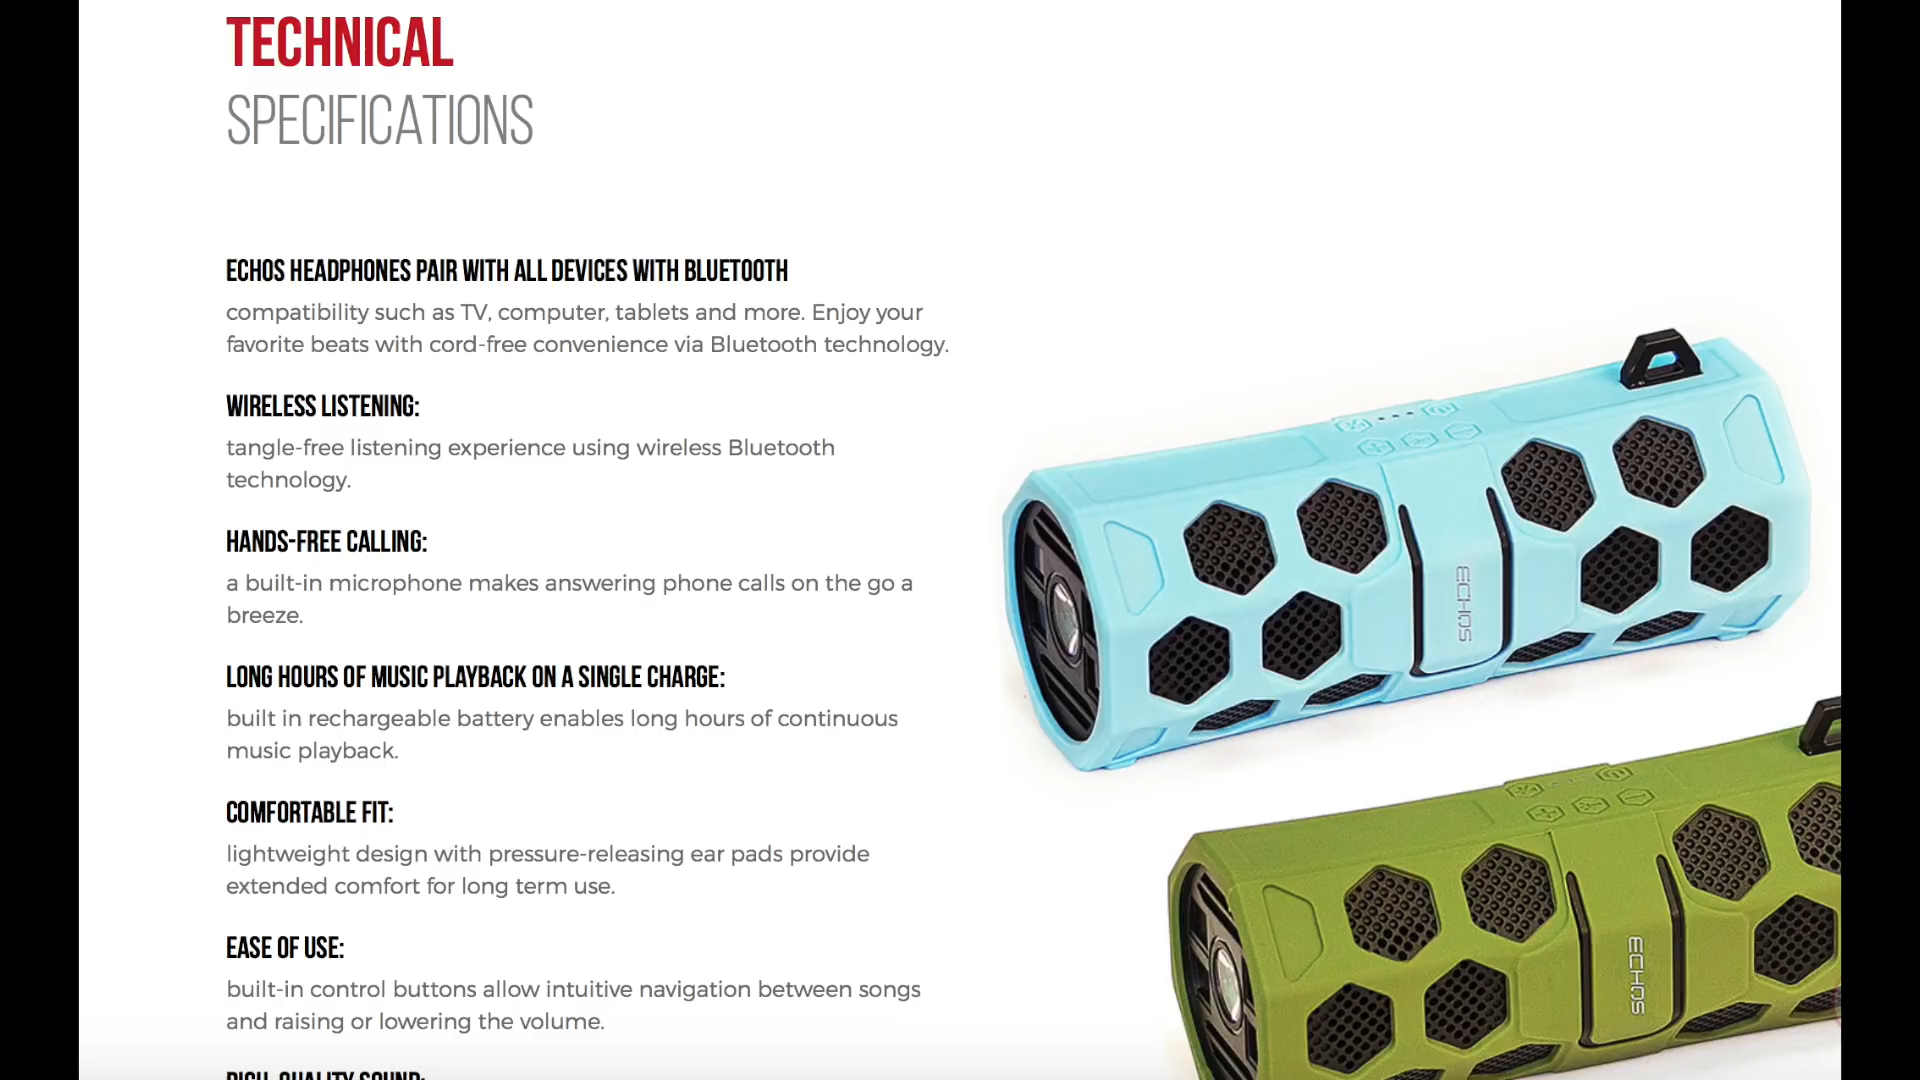 TECHNICAL
SPECIFICATIONS
ECHOS HEADPHONES PAIR WITH ALL DEVICES WITH BLUETOOTH
compatibility such as TV, computer, tablets and more. Enjoy your
favorite beats with cord-free convenience via Bluetooth technology.
WIRELESS LISTENING:
tangle-free listening experience using wireless Bluetooth
technology.
HANDS-FREE CALLING:
a built-in microphone makes answering phone calls on the go a
breeze.
LONG HOURS OF MUSIC PLAYBACK ON A SINGLE CHARGE:
built in rechargeable battery enables long hours of continuous
music playback.
COMFORTABLE FIT:
lightweight design with pressure-releasing ear pads provide
extended comfort for long term use.
EASE OF USE:
built-in control buttons allow intuitive navigation between songs
and raising or lowering the volume.
HIGH-QUALITY SOUND:
ECHOS
ECHOS